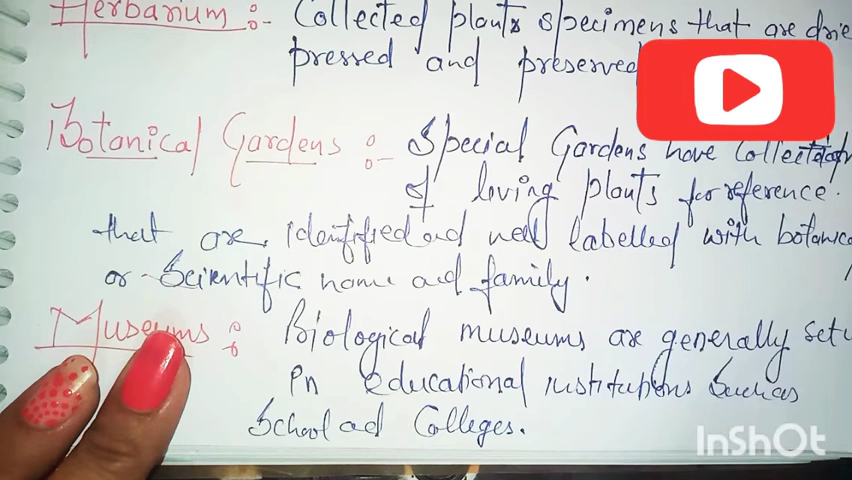 Herbarium :- Collected plants specimens that are drie
pressed and preserved
Botanical Gardens :- Special Gardens have Collection
of living plants for reference.
that are identified and well labelled with botanica
or Scientific name and family.
Museums : Biological museums are generally setu
in educational institutions Such as
School and Colleges.
InShOt